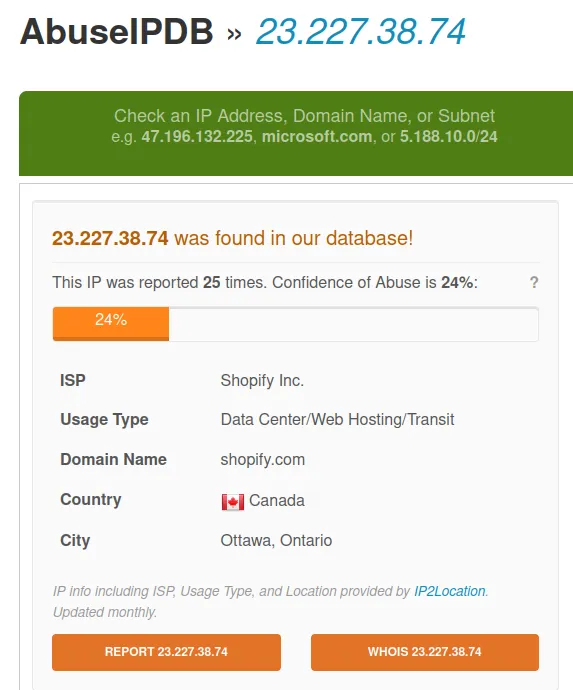 AbuseIPDB » 23.227.38.74
Check an IP Address, Domain Name, or Subnet
e.g. 47.196.132.225, microsoft.com, or 5.188.10.0/24
23.227.38.74 was found in our database!
This IP was reported 25 times. Confidence of Abuse is 24%: ?
24%
ISP Shopify Inc.
Usage Type Data Center/Web Hosting/Transit
Domain Name shopify.com
Country Canada
City Ottawa, Ontario
IP info including ISP, Usage Type, and Location provided by IP2Location.
Updated monthly.
REPORT 23.227.38.74 WHOIS 23.227.38.74